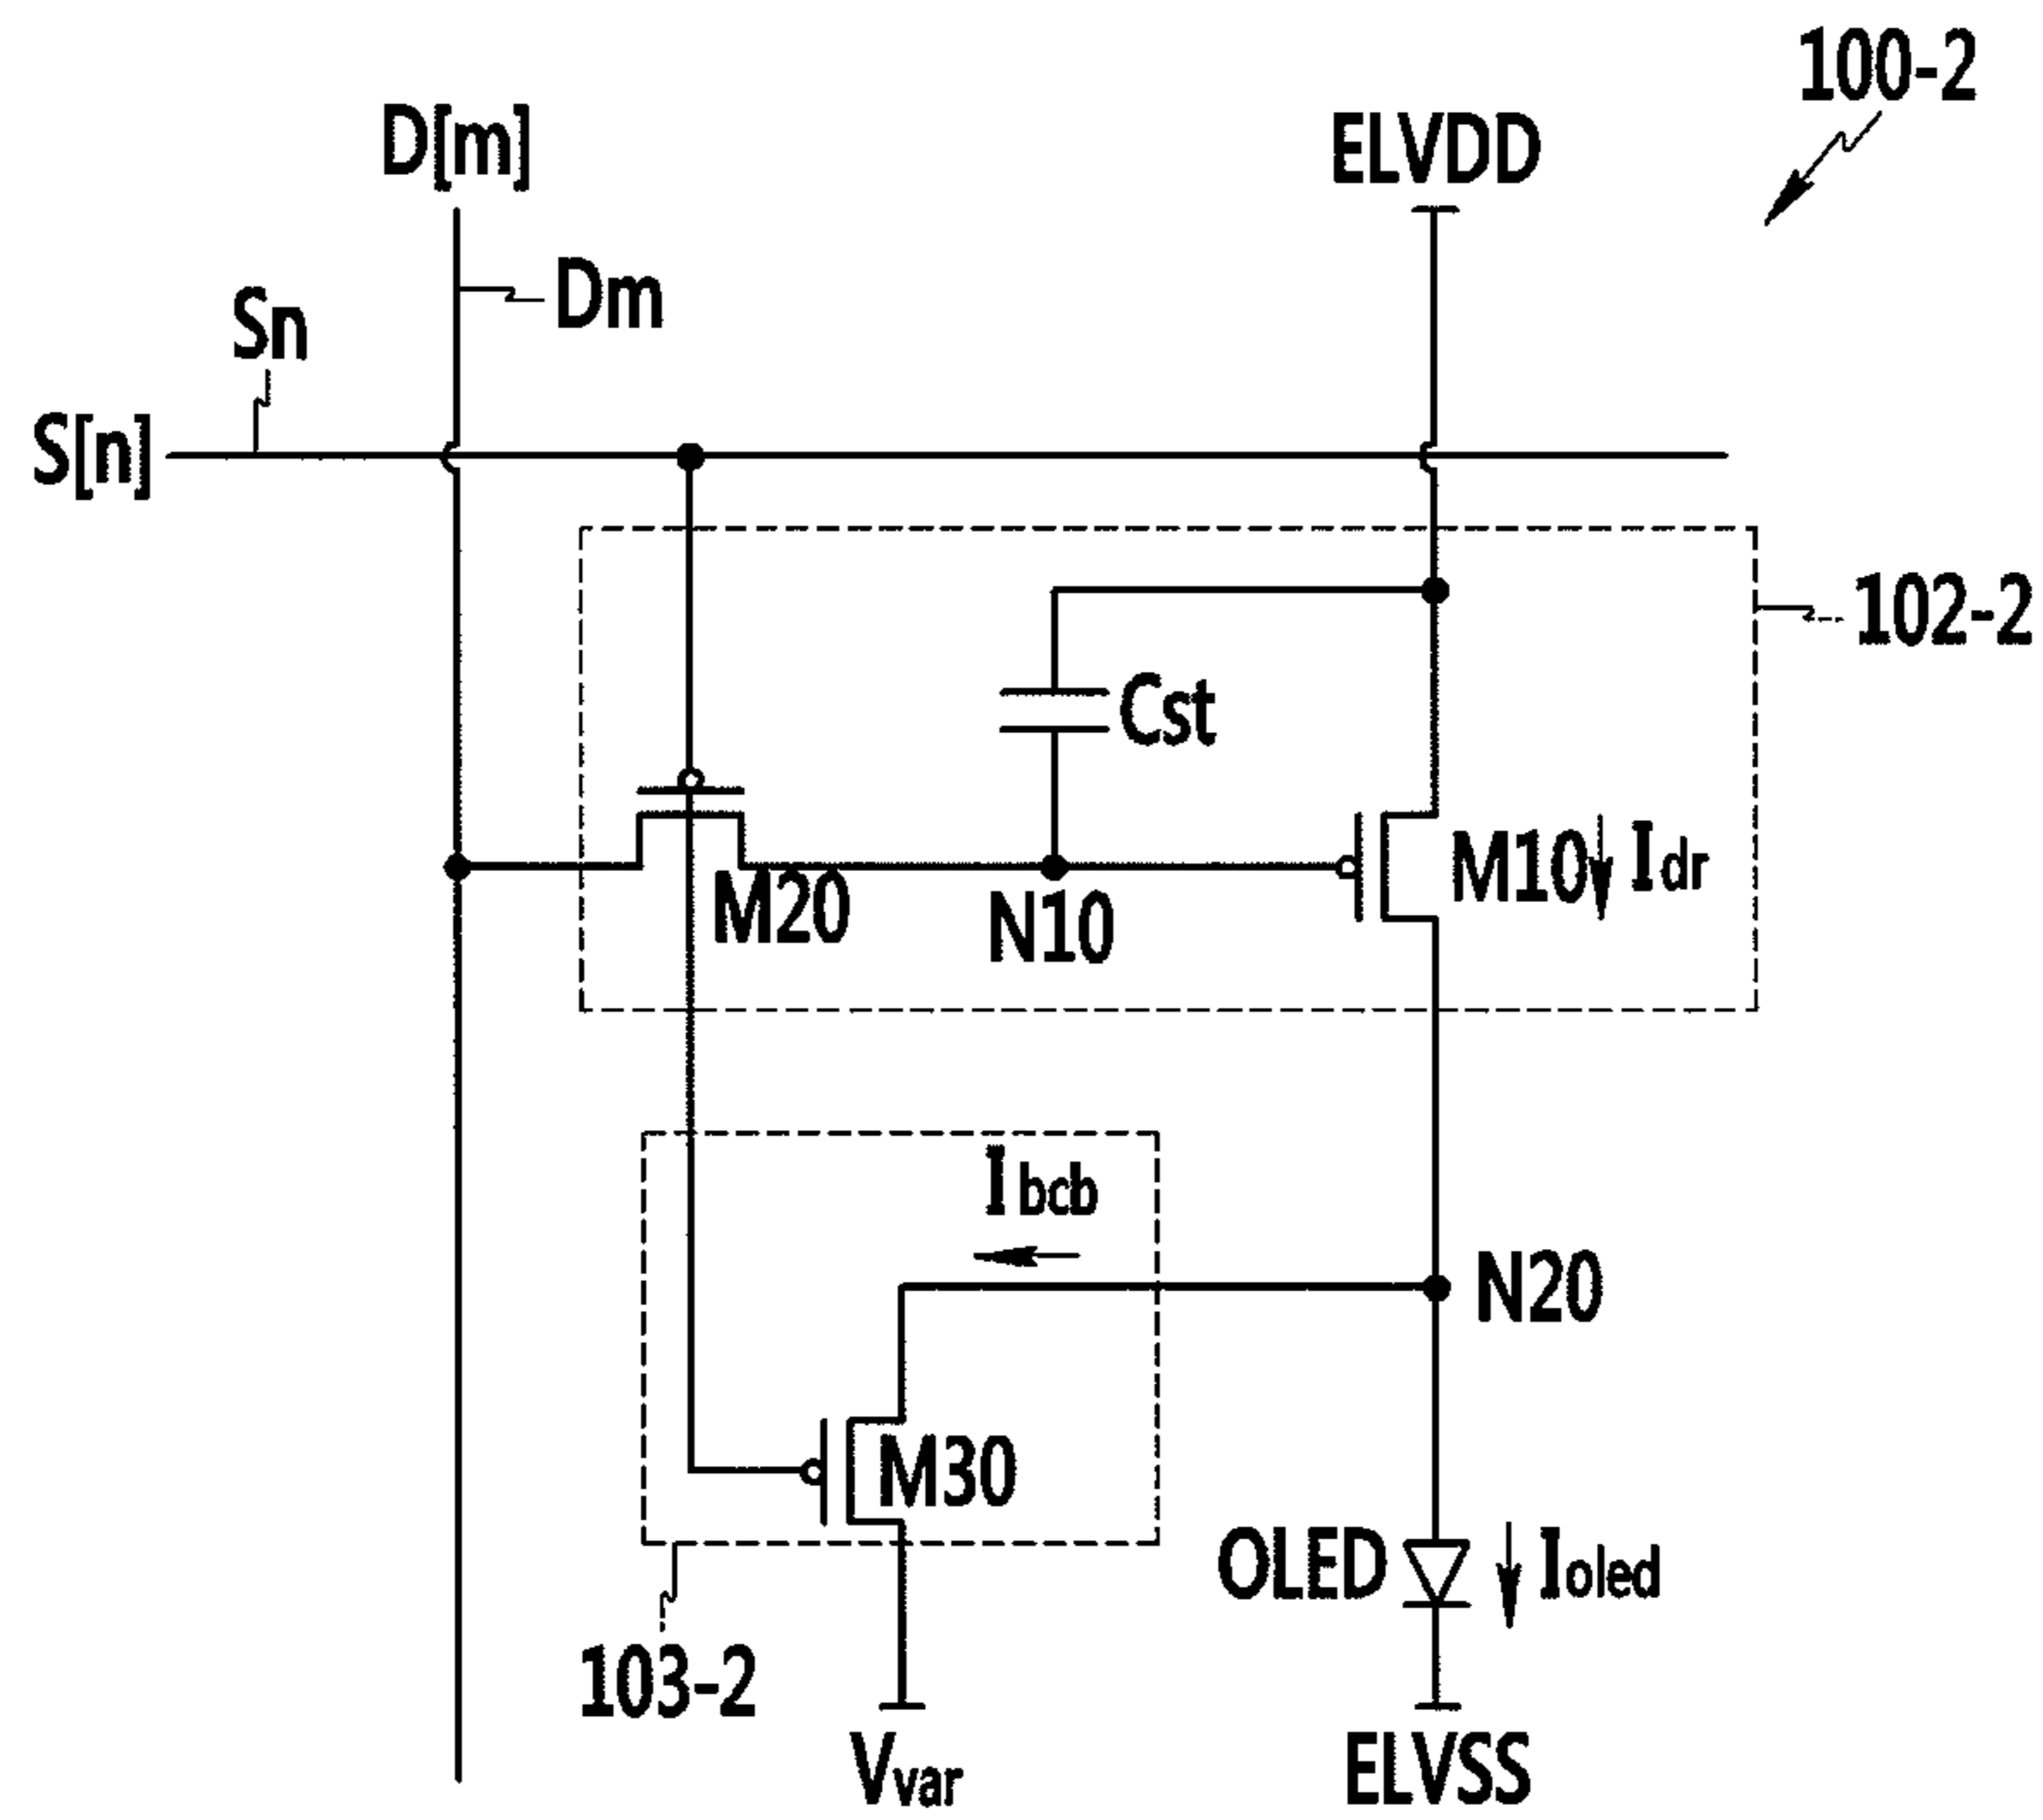 100-2
D[m]
ELVDD
Dm
Sn
S[n]
102-2
Cst
M10
Idr
M20
N10
Ibcb
N20
M30
OLED
Ioled
103-2
Vvar
ELVSS